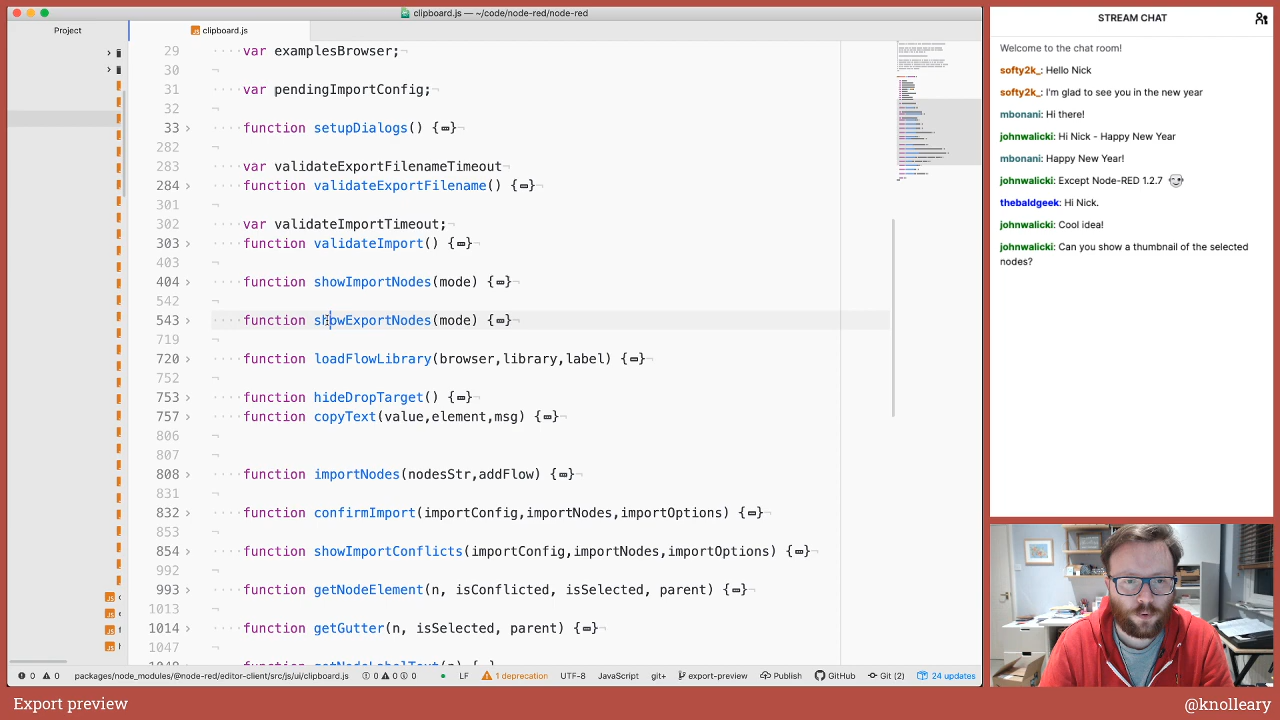 clipboard.js — ~/code/node-red/node-red
Project
clipboard.js
29 var examplesBrowser;
30
31 var pendingImportConfig;
32
33 function setupDialogs() {
282
283 var validateExportFilenameTimeout;
284 function validateExportFilename() {
301
302 var validateImportTimeout;
303 function validateImport() {
403
404 function showImportNodes(mode) {
542
543 function showExportNodes(mode) {
719
720 function loadFlowLibrary(browser,library,label) {
752
753 function hideDropTarget() {
757 function copyText(value,element,msg) {
806
807
808 function importNodes(nodesStr,addFlow) {
831
832 function confirmImport(importConfig,importNodes,importOptions) {
853
854 function showImportConflicts(importConfig,importNodes,importOptions) {
992
993 function getNodeElement(n, isConflicted, isSelected, parent) {
1013
1014 function getGutter(n, isSelected, parent) {
1047
1048 function getNodeLabelText(n) {
0 0 packages/node_modules/@node-red/editor-client/src/js/ui/clipboard.js 0 0 0 LF 1 deprecation UTF-8 JavaScript git+ export-preview Publish GitHub Git (2) 24 updates
STREAM CHAT
Welcome to the chat room!
softy2k_: Hello Nick
softy2k_: I'm glad to see you in the new year
mbonani: Hi there!
johnwalicki: Hi Nick - Happy New Year
mbonani: Happy New Year!
johnwalicki: Except Node-RED 1.2.7
thebaldgeek: Hi Nick.
johnwalicki: Cool idea!
johnwalicki: Can you show a thumbnail of the selected
nodes?
Export preview
@knolleary